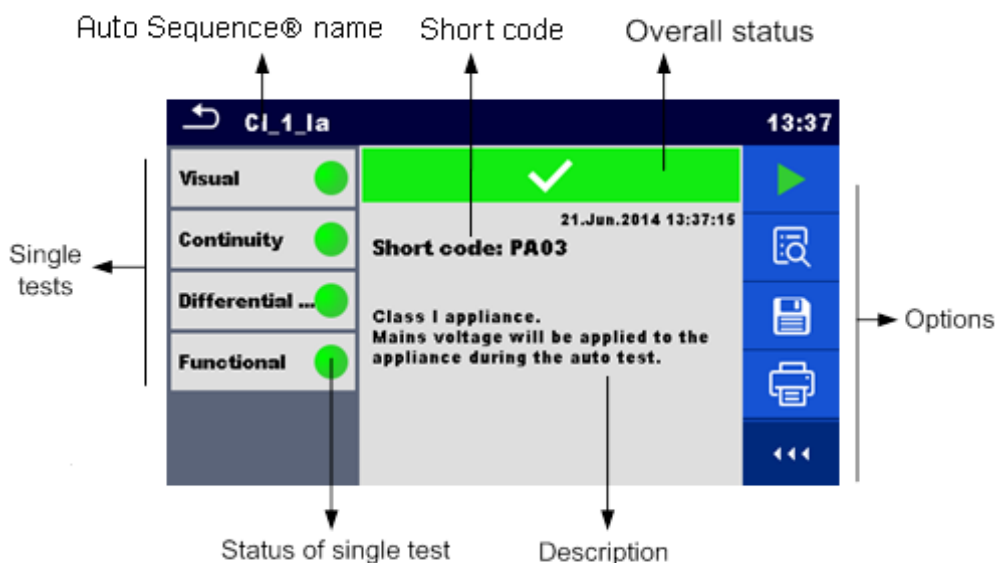 Auto Sequence® name
Short code
Overall status
Cl_1_Ia
13:37
Visual
Continuity
Differential ...
Functional
21.Jun.2014 13:37:15
Short code: PA03
Class I appliance.
Mains voltage will be applied to the
appliance during the auto test.
Single
tests
Options
Status of single test
Description